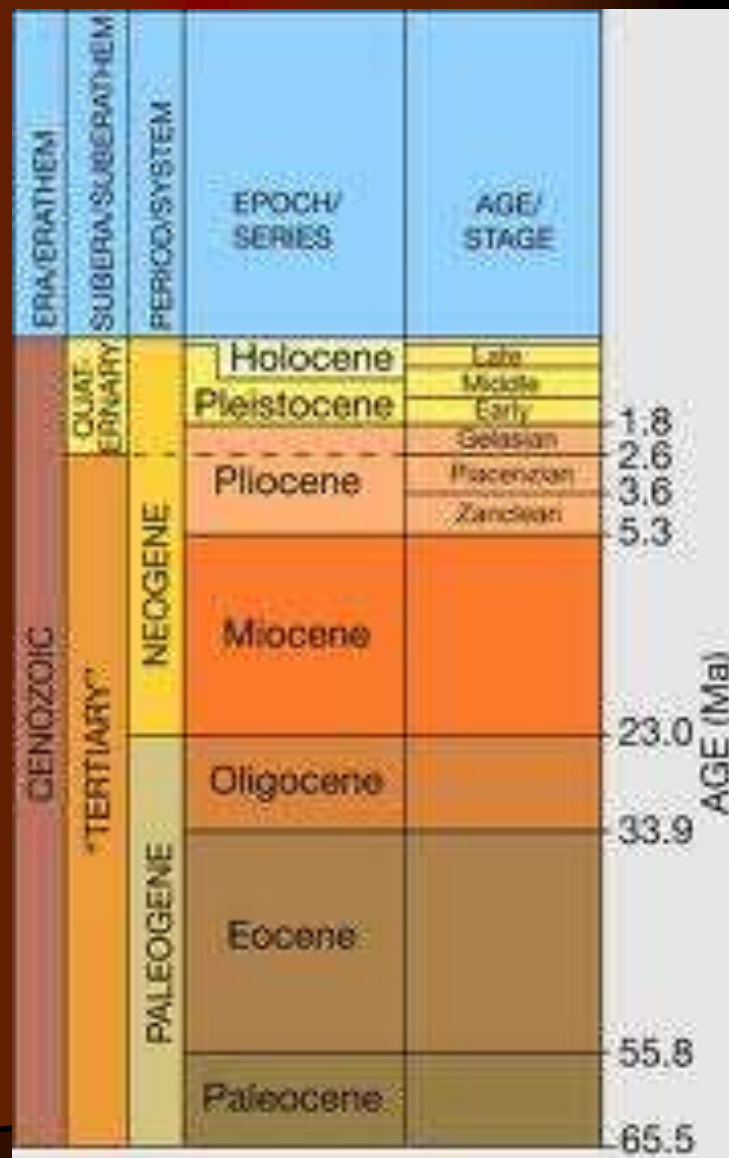 ERA/ERATHEM
SUBERA/SUBERATHEM
PERIOD/SYSTEM
EPOCH/
SERIES
AGE/
STAGE
CENOZOIC
QUAT-
ERNARY
"TERTIARY"
NEOGENE
PALEOGENE
Holocene
Pleistocene
Pliocene
Miocene
Oligocene
Eocene
Paleocene
Late
Middle
Early
Gelasian
Piacenzian
Zanclean
1.8
2.6
3.6
5.3
23.0
33.9
55.8
65.5
AGE (Ma)